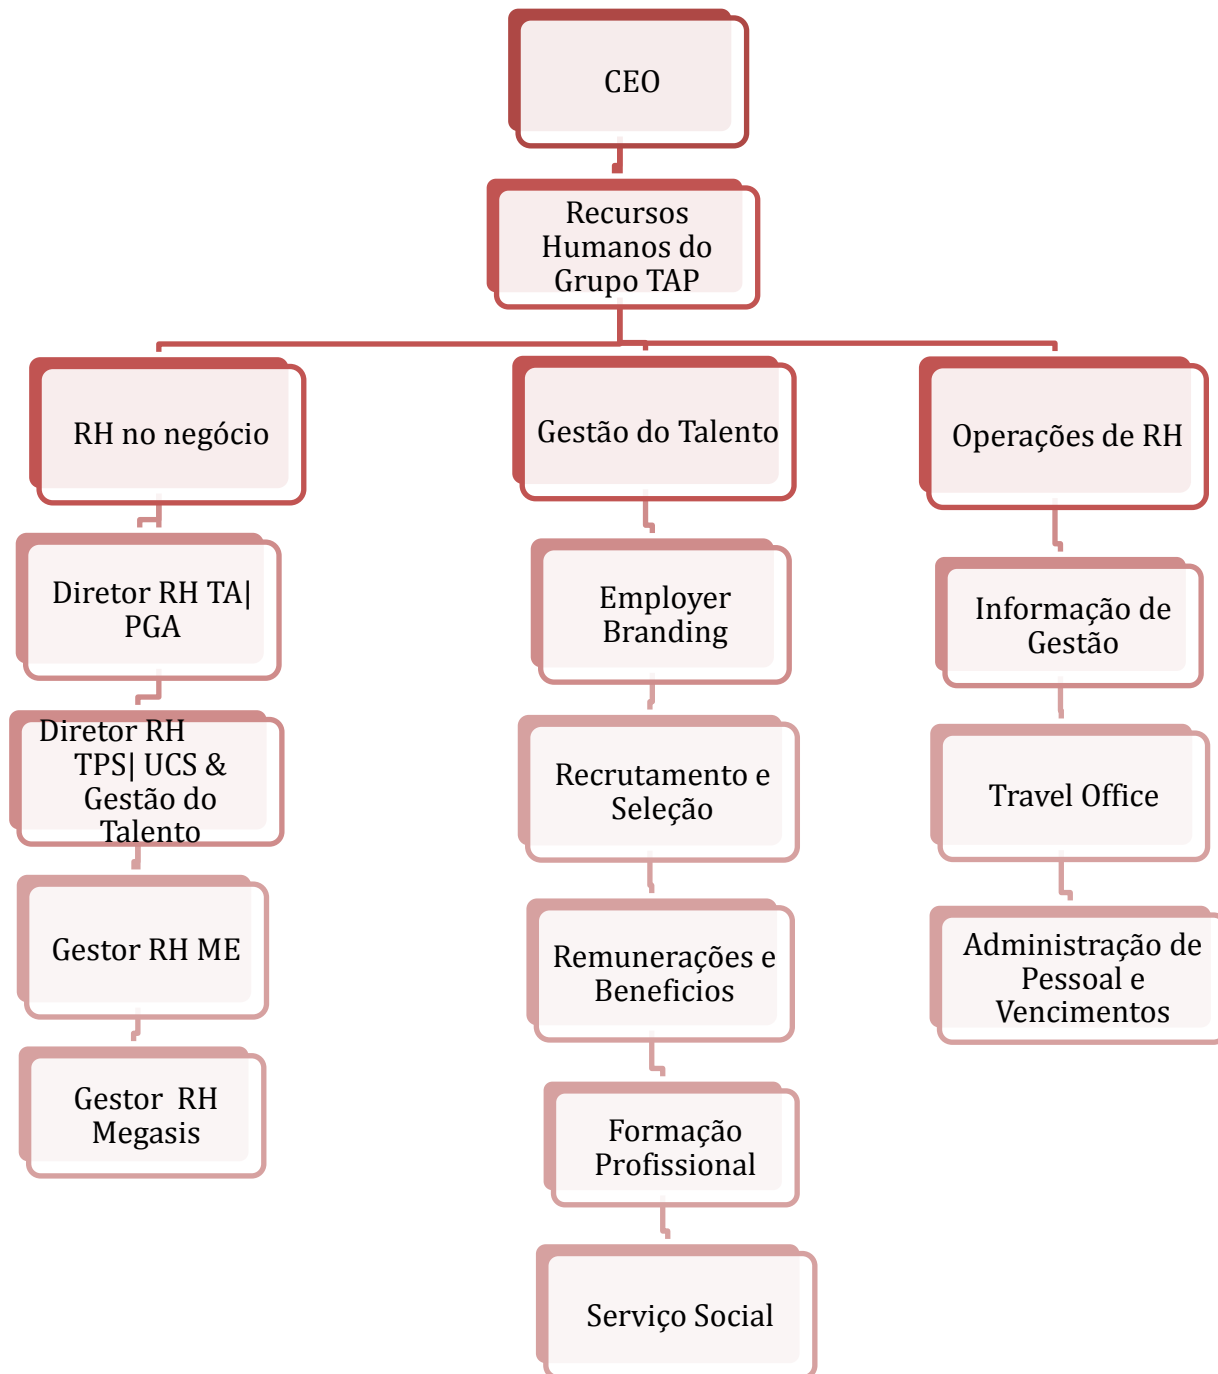 CEO
Recursos
Humanos do
Grupo TAP
RH no negócio
Gestão do Talento
Operações de RH
Diretor RH TA|
PGA
Diretor RH
TPS| UCS &
Gestão do
Talento
Gestor RH ME
Gestor RH
Megasis
Employer
Branding
Recrutamento e
Seleção
Remunerações e
Beneficios
Formação
Profissional
Serviço Social
Informação de
Gestão
Travel Office
Administração de
Pessoal e
Vencimentos